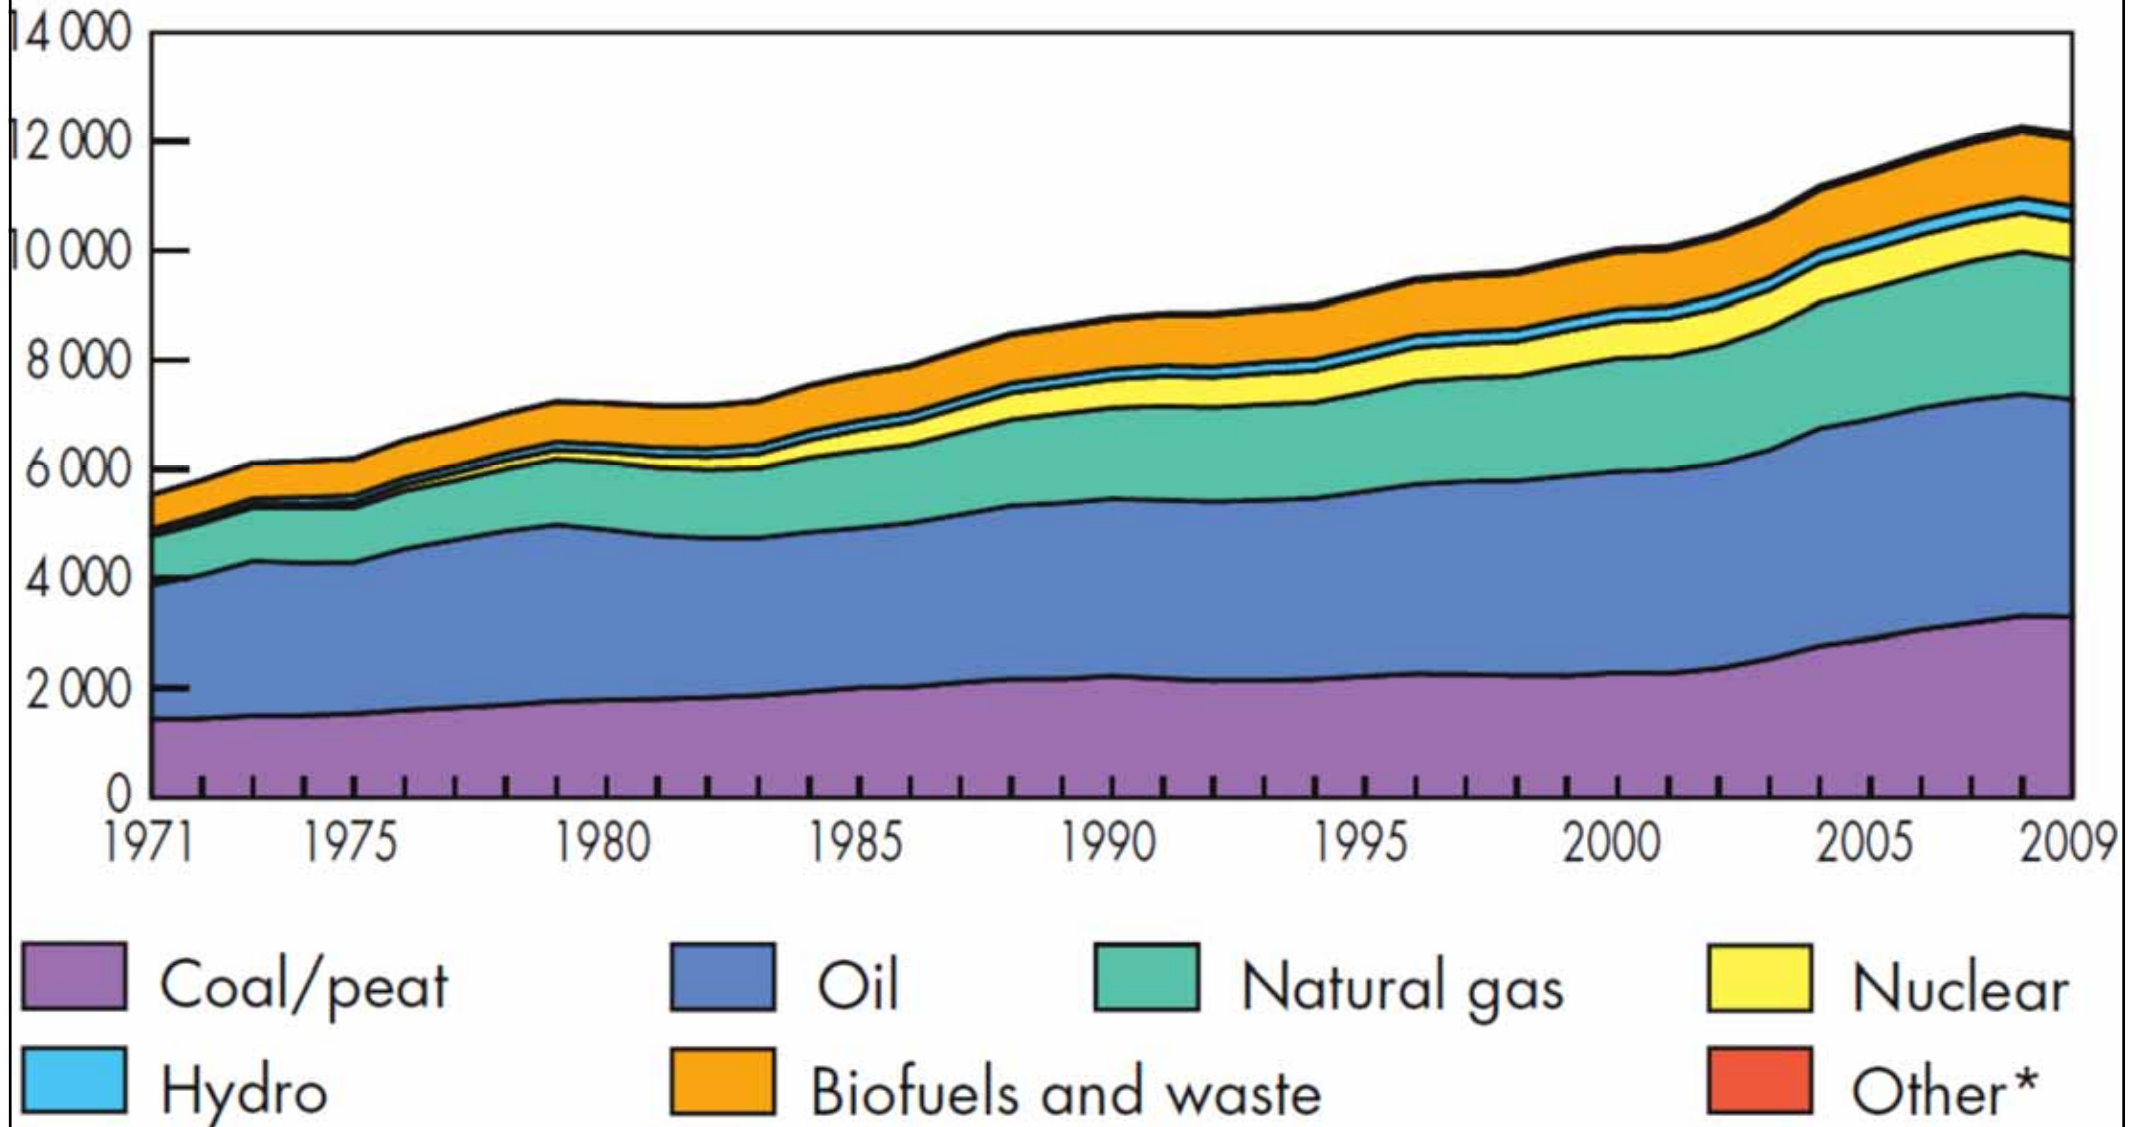 14 000
12 000
10 000
8 000
6 000
4 000
2 000
0
1971 1975 1980 1985 1990 1995 2000 2005 2009
Coal/peat Oil Natural gas Nuclear
Hydro Biofuels and waste Other*